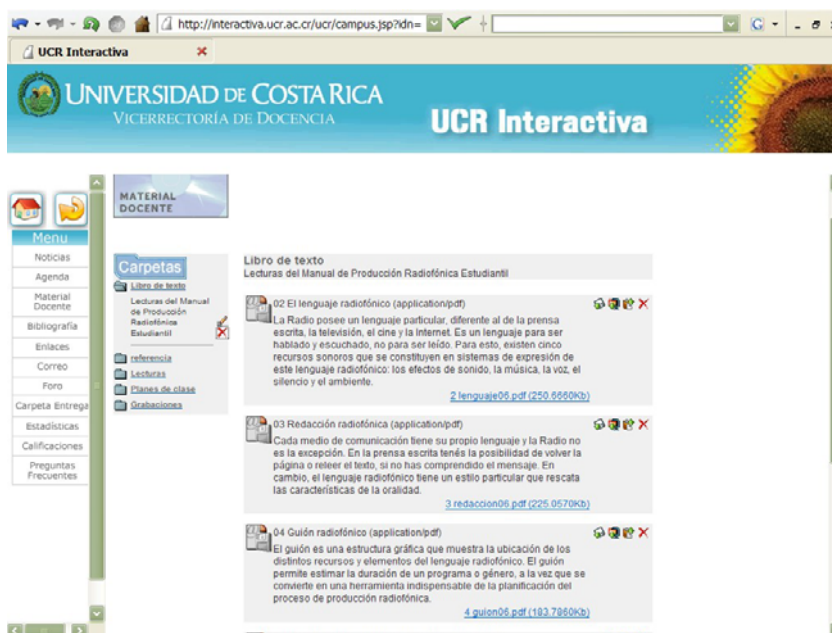 http://interactiva.ucr.ac.cr/ucr/campus.jsp?idn=
G
UCR Interactiva
UNIVERSIDAD DE COSTA RICA
VICERRECTORÍA DE DOCENCIA
UCR Interactiva
MATERIAL
DOCENTE
Menu
Noticias
Agenda
Material
Docente
Bibliografía
Enlaces
Correo
Foro
Carpeta Entrega
Estadísticas
Calificaciones
Preguntas
Frecuentes
Carpetas
Libro de texto
Lecturas del Manual
de Producción
Radiofónica
Estudiantil
referencia
Lecturas
Planes de clase
Grabaciones
Libro de texto
Lecturas del Manual de Producción Radiofónica Estudiantil
02 El lenguaje radiofónico (application/pdf)
La Radio posee un lenguaje particular, diferente al de la prensa
escrita, la televisión, el cine y la Internet. Es un lenguaje para ser
hablado y escuchado, no para ser leído. Para esto, existen cinco
recursos sonoros que se constituyen en sistemas de expresión de
este lenguaje radiofónico: los efectos de sonido, la música, la voz, el
silencio y el ambiente.
2 lenguaje06.pdf (250.6660Kb)
03 Redacción radiofónica (application/pdf)
Cada medio de comunicación tiene su propio lenguaje y la Radio no
es la excepción. En la prensa escrita tenés la posibilidad de volver la
página o releer el texto, si no has comprendido el mensaje. En
cambio, el lenguaje radiofónico tiene un estilo particular que rescata
las características de la oralidad.
3 redaccion06.pdf (225.0570Kb)
04 Guión radiofónico (application/pdf)
El guión es una estructura gráfica que muestra la ubicación de los
distintos recursos y elementos del lenguaje radiofónico. El guión
permite estimar la duración de un programa o género, a la vez que se
convierte en una herramienta indispensable de la planificación del
proceso de producción radiofónica.
4 guion06.pdf (183.7860Kb)